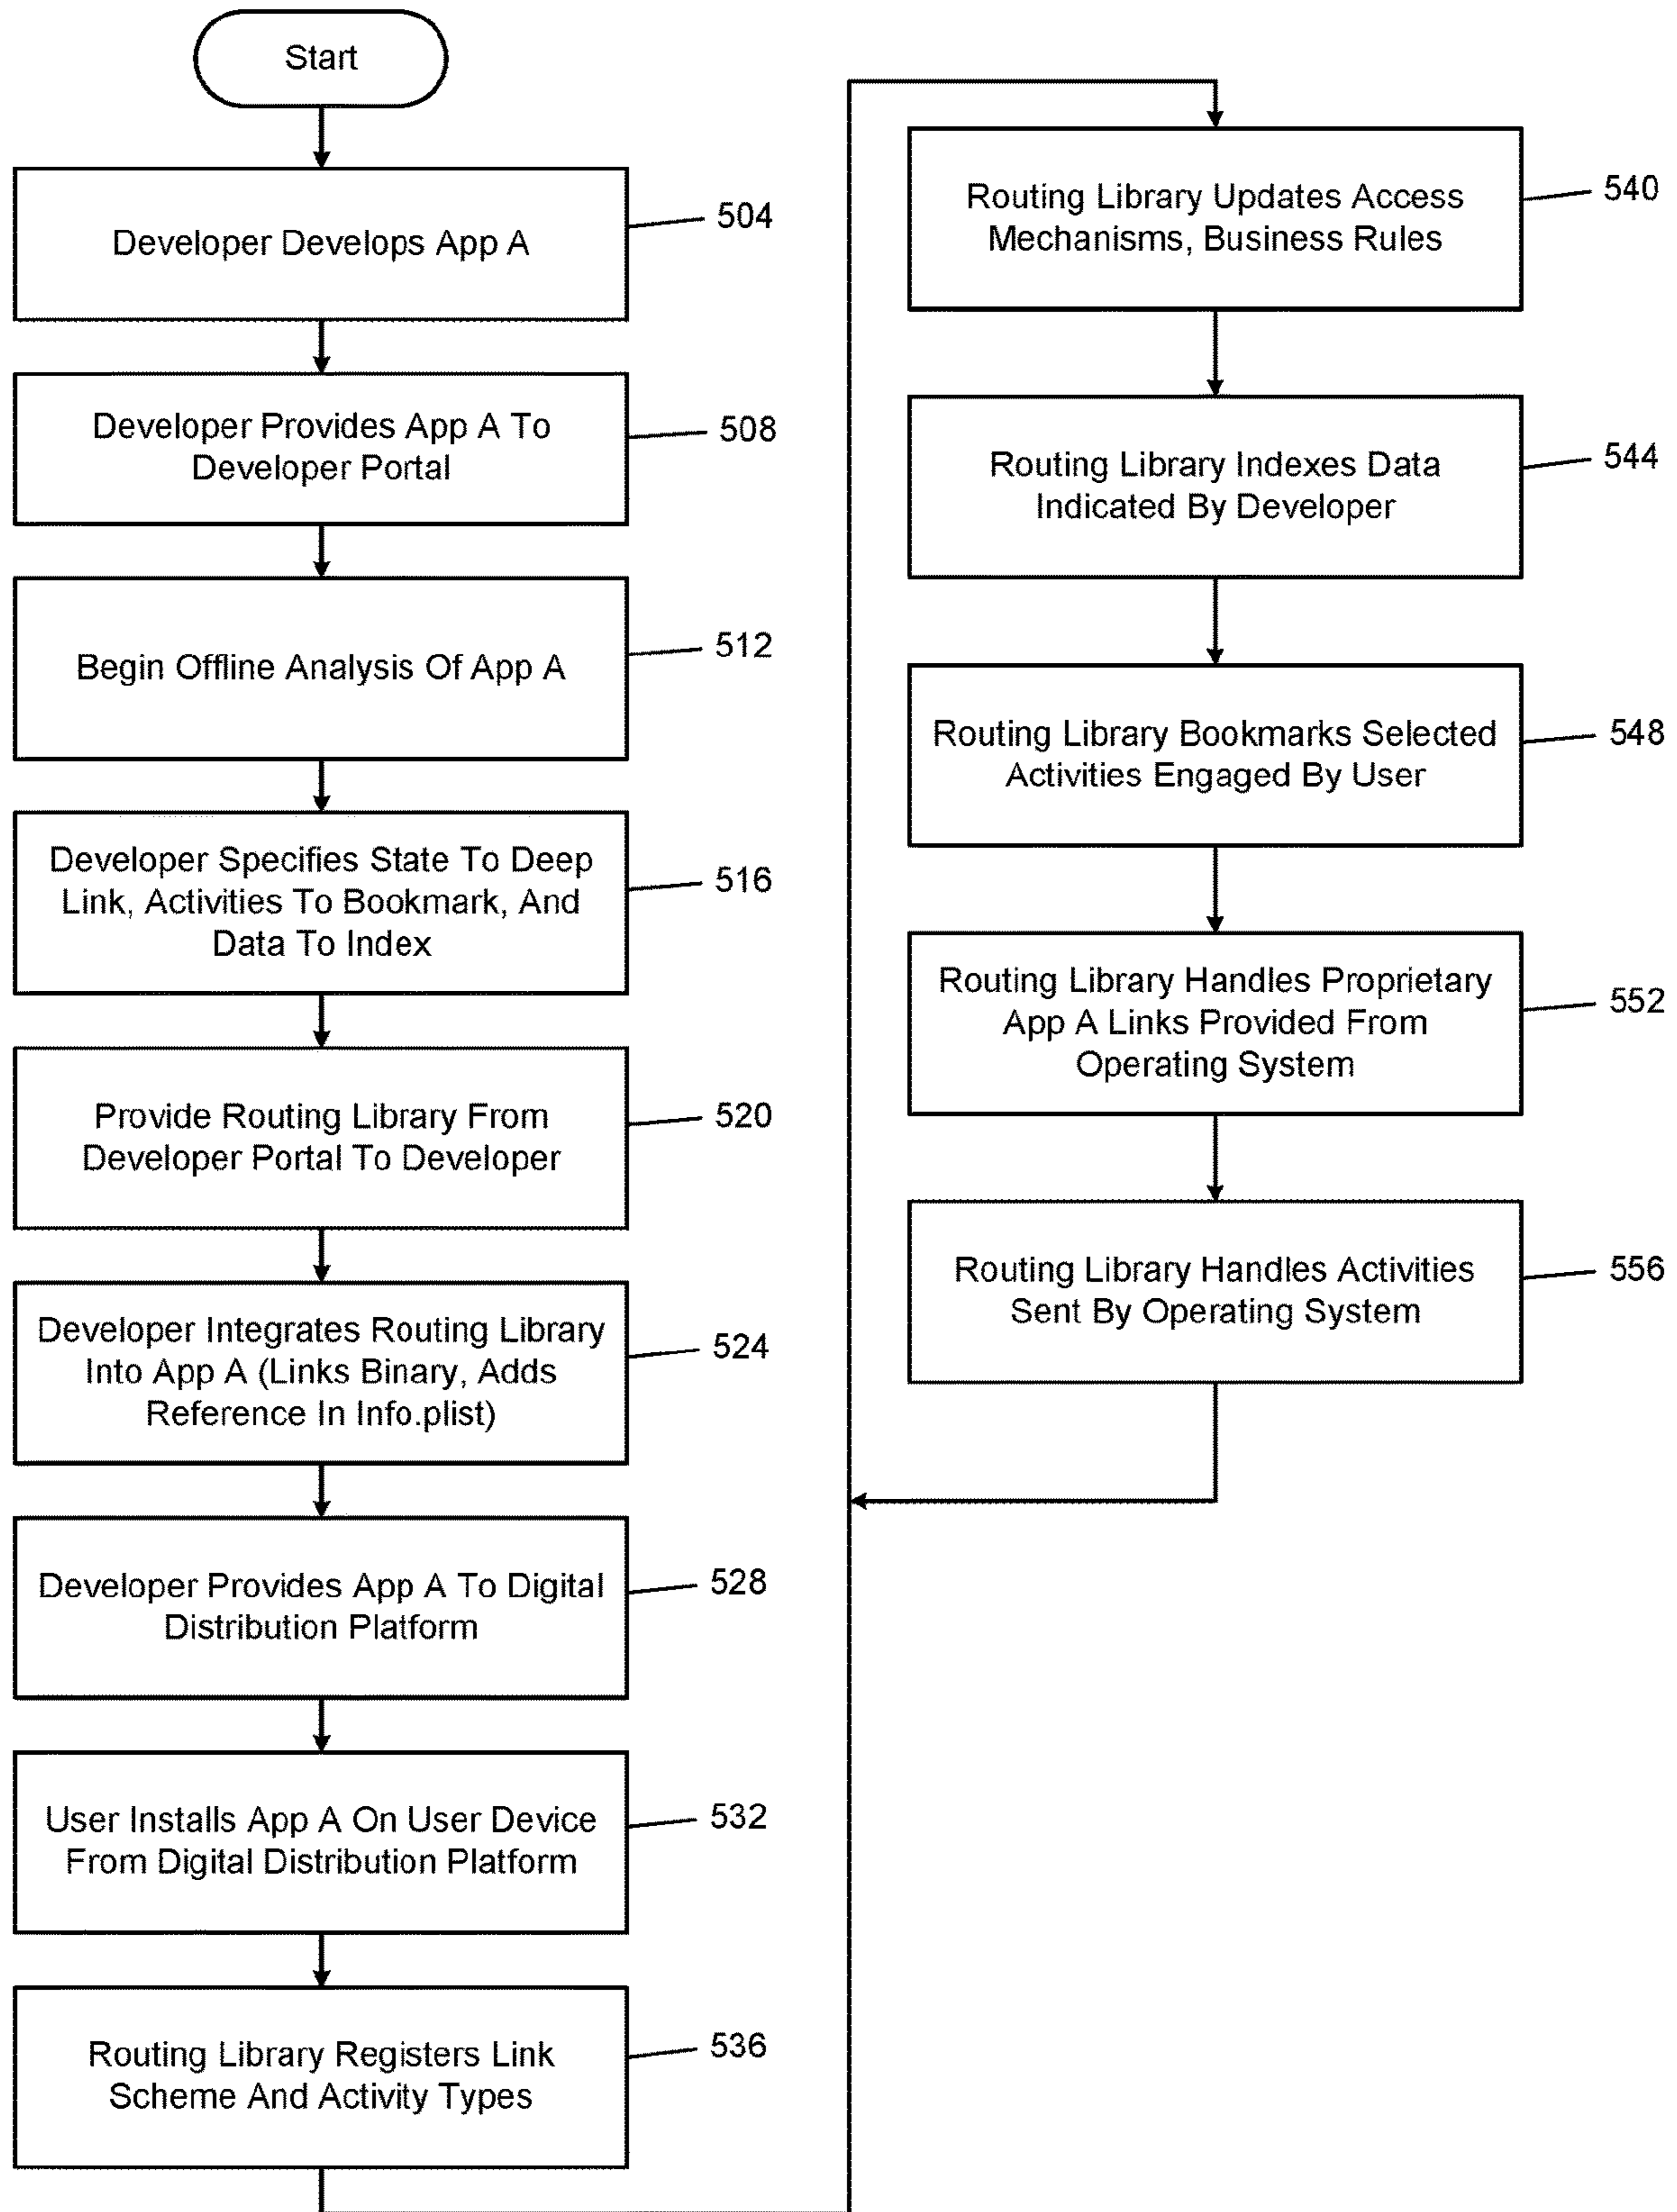 Start
Developer Develops App A
504
Developer Provides App A To
Developer Portal
508
Begin Offline Analysis Of App A
512
Developer Specifies State To Deep
Link, Activities To Bookmark, And
Data To Index
516
Provide Routing Library From
Developer Portal To Developer
520
Developer Integrates Routing Library
Into App A (Links Binary, Adds
Reference In Info.plist)
524
Developer Provides App A To Digital
Distribution Platform
528
User Installs App A On User Device
From Digital Distribution Platform
532
Routing Library Registers Link
Scheme And Activity Types
536
Routing Library Updates Access
Mechanisms, Business Rules
540
Routing Library Indexes Data
Indicated By Developer
544
Routing Library Bookmarks Selected
Activities Engaged By User
548
Routing Library Handles Proprietary
App A Links Provided From
Operating System
552
Routing Library Handles Activities
Sent By Operating System
556